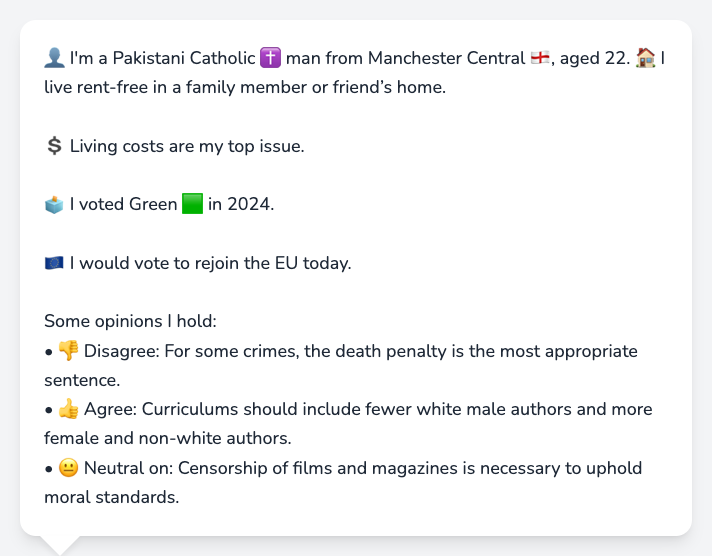 👤 I'm a Pakistani Catholic ✝️ man from Manchester Central 🏴󠁧󠁢󠁥󠁮󠁧󠁿, aged 22. 🏠 I
live rent-free in a family member or friend’s home.
💲 Living costs are my top issue.
🗳️ I voted Green 🟩 in 2024.
🇪🇺 I would vote to rejoin the EU today.
Some opinions I hold:
• 👎 Disagree: For some crimes, the death penalty is the most appropriate
sentence.
• 👍 Agree: Curriculums should include fewer white male authors and more
female and non-white authors.
• 😐 Neutral on: Censorship of films and magazines is necessary to uphold
moral standards.